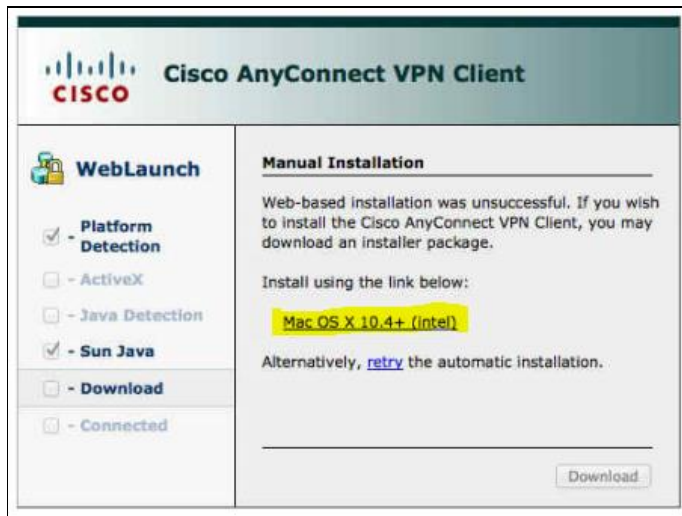 CISCO
Cisco AnyConnect VPN Client
WebLaunch
- Platform
Detection
- ActiveX
- Java Detection
- Sun Java
- Download
- Connected
Manual Installation
Web-based installation was unsuccessful. If you wish
to install the Cisco AnyConnect VPN Client, you may
download an installer package.
Install using the link below:
Mac OS X 10.4+ (intel)
Alternatively, retry the automatic installation.
Download